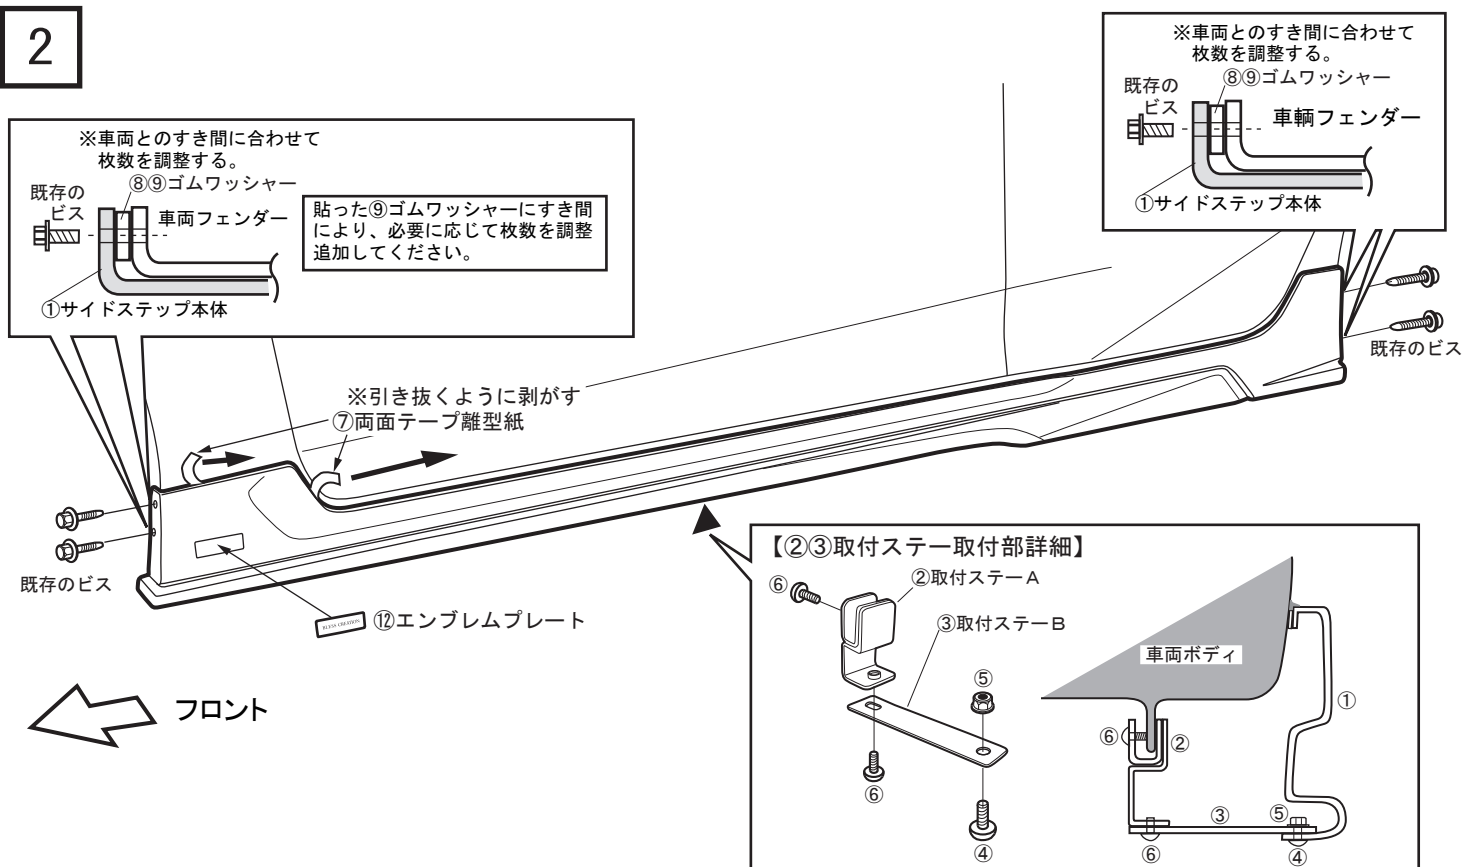 2
※車両とのすき間に合わせて
枚数を調整する。
⑧⑨ゴムワッシャー
既存の
ビス
車両フェンダー
①サイドステップ本体
貼った⑨ゴムワッシャーにすき間
により、必要に応じて枚数を調整
追加してください。
※車両とのすき間に合わせて
枚数を調整する。
⑧⑨ゴムワッシャー
既存の
ビス
車輌フェンダー
①サイドステップ本体
既存のビス
※引き抜くように剥がす
⑦両面テープ離型紙
既存のビス
⑫エンブレムプレート
フロント
【②③取付ステー取付部詳細】
⑥
②取付ステーA
③取付ステーB
⑤
⑥
④
車両ボディ
①
⑥
②
③
⑤
⑥
④